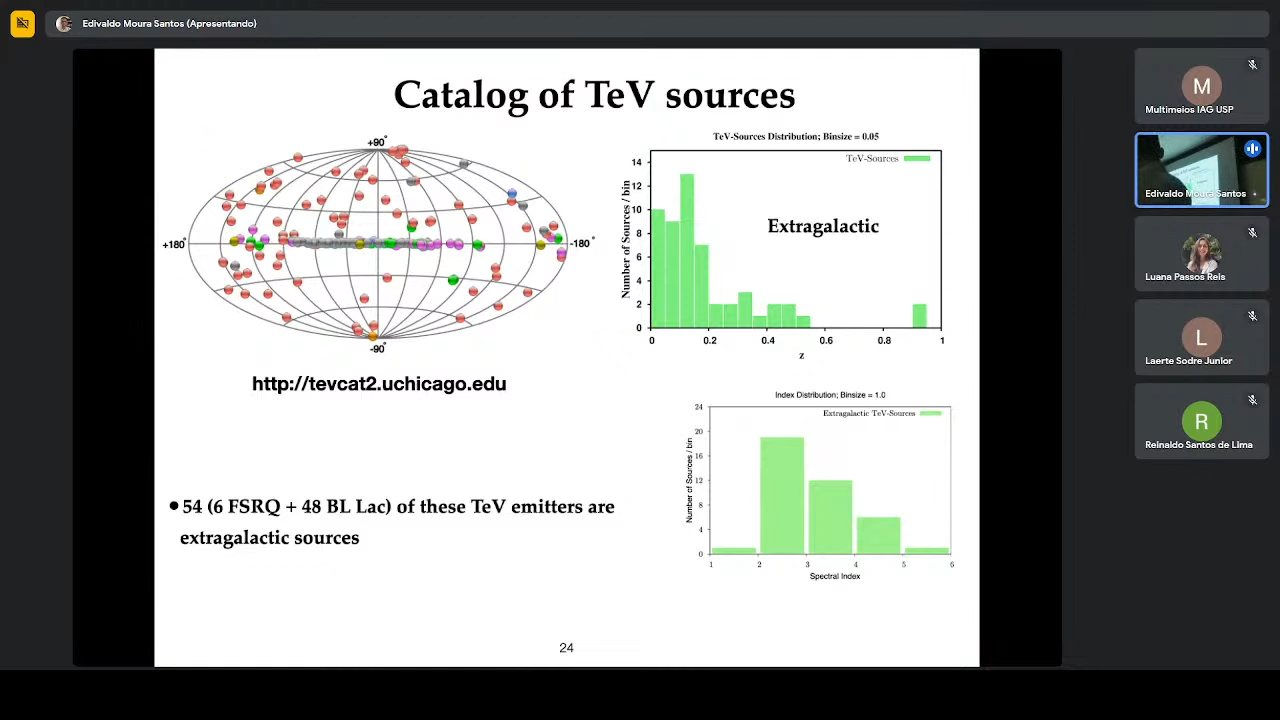 Edivaldo Moura Santos (Apresentando)
Catalog of TeV sources
+90°
+180°
-180°
-90°
http://tevcat2.uchicago.edu
TeV-Sources Distribution; Binsize = 0.05
TeV-Sources
Extragalactic
Number of Sources / bin
14
12
10
8
6
4
2
0
0 0.2 0.4 0.6 0.8 1
z
Index Distribution; Binsize = 1.0
Extragalactic TeV-Sources
Number of Sources / bin
24
20
16
12
8
4
0
1 2 3 4 5 6
Spectral Index
•54 (6 FSRQ + 48 BL Lac) of these TeV emitters are
extragalactic sources
24
M
Multimeios IAG USP
Edivaldo Moura Santos
Luana Passos Reis
L
Laerte Sodre Junior
R
Reinaldo Santos de Lima